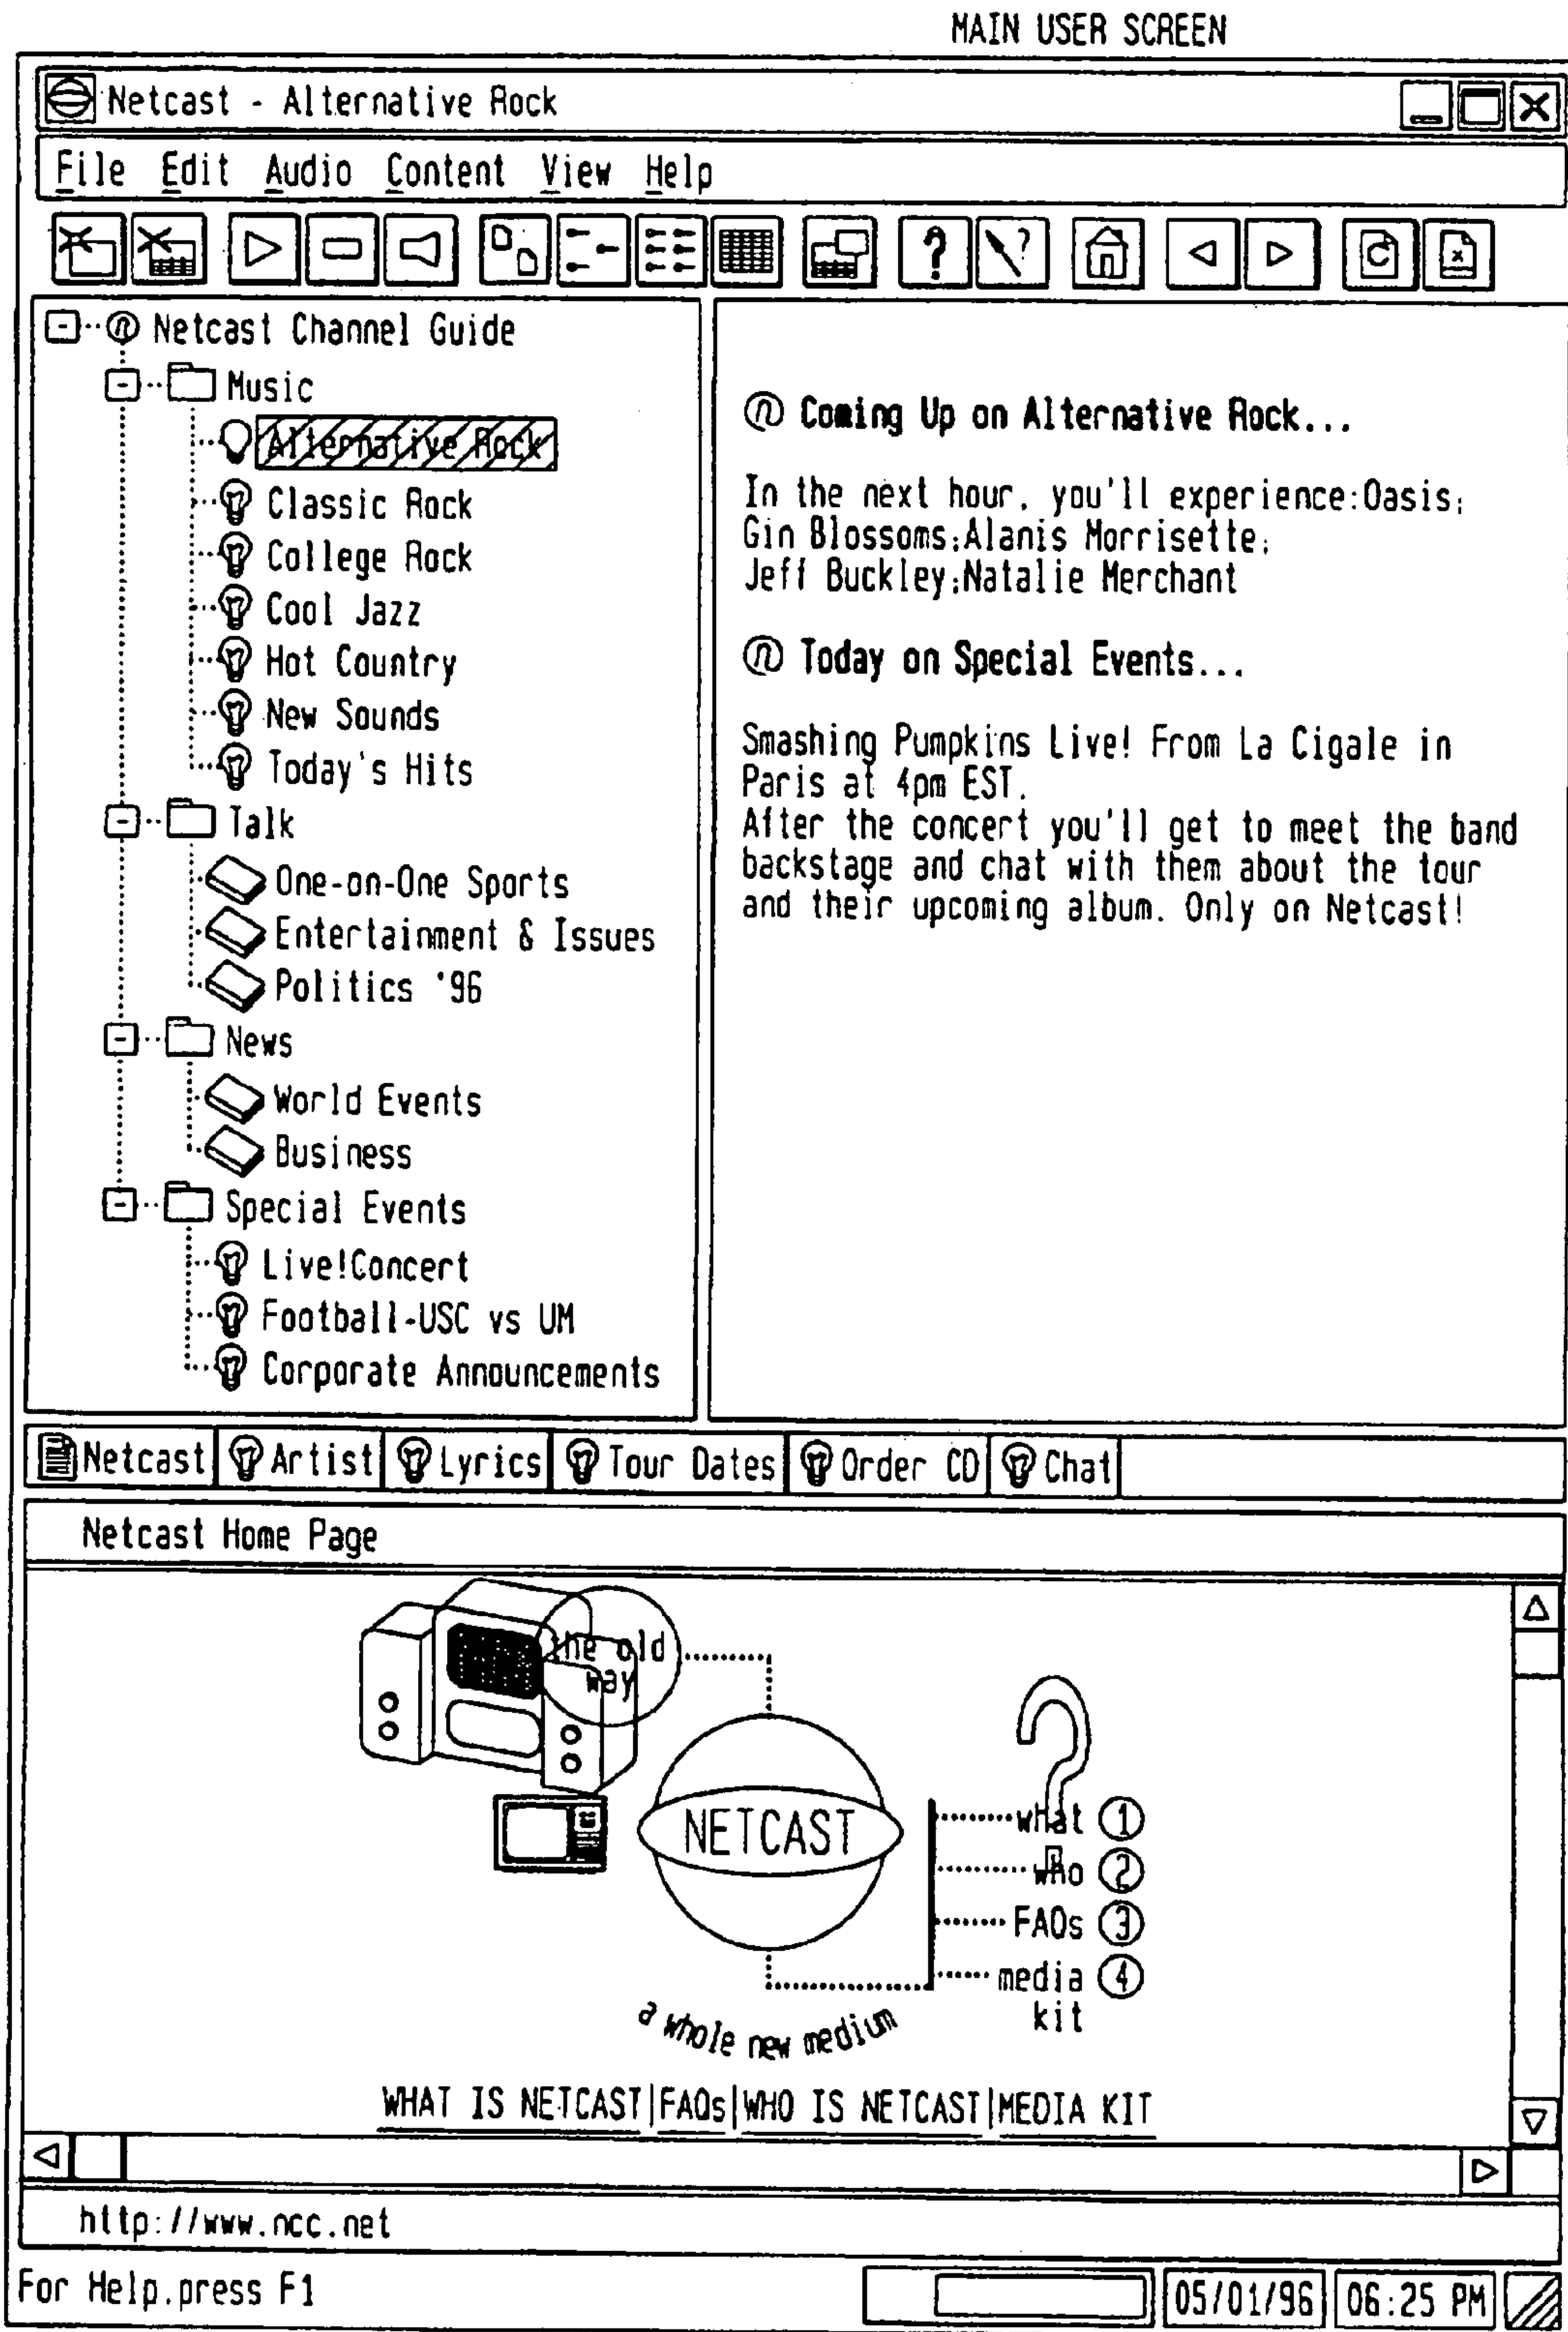 MAIN USER SCREEN
Netcast - Alternative Rock
File Edit Audio Content View Help
Netcast Channel Guide
Music
Alternative Rock
Classic Rock
College Rock
Cool Jazz
Hot Country
New Sounds
Today's Hits
Talk
One-on-One Sports
Entertainment & Issues
Politics '96
News
World Events
Business
Special Events
Live!Concert
Football-USC vs UM
Corporate Announcements
Coming Up on Alternative Rock...
In the next hour, you'll experience:Oasis;
Gin Blossoms;Alanis Morrisette;
Jeff Buckley;Natalie Merchant
Today on Special Events...
Smashing Pumpkins Live! From La Cigale in
Paris at 4pm EST.
After the concert you'll get to meet the band
backstage and chat with them about the tour
and their upcoming album. Only on Netcast!
Netcast Artist Lyrics Tour Dates Order CD Chat
Netcast Home Page
the old
way
NETCAST
what 1
who 2
FAQs 3
media 4
kit
a whole new medium
WHAT IS NETCAST|FAQs|WHO IS NETCAST|MEDIA KIT
http://www.ncc.net
For Help,press F1 05/01/96 06:25 PM